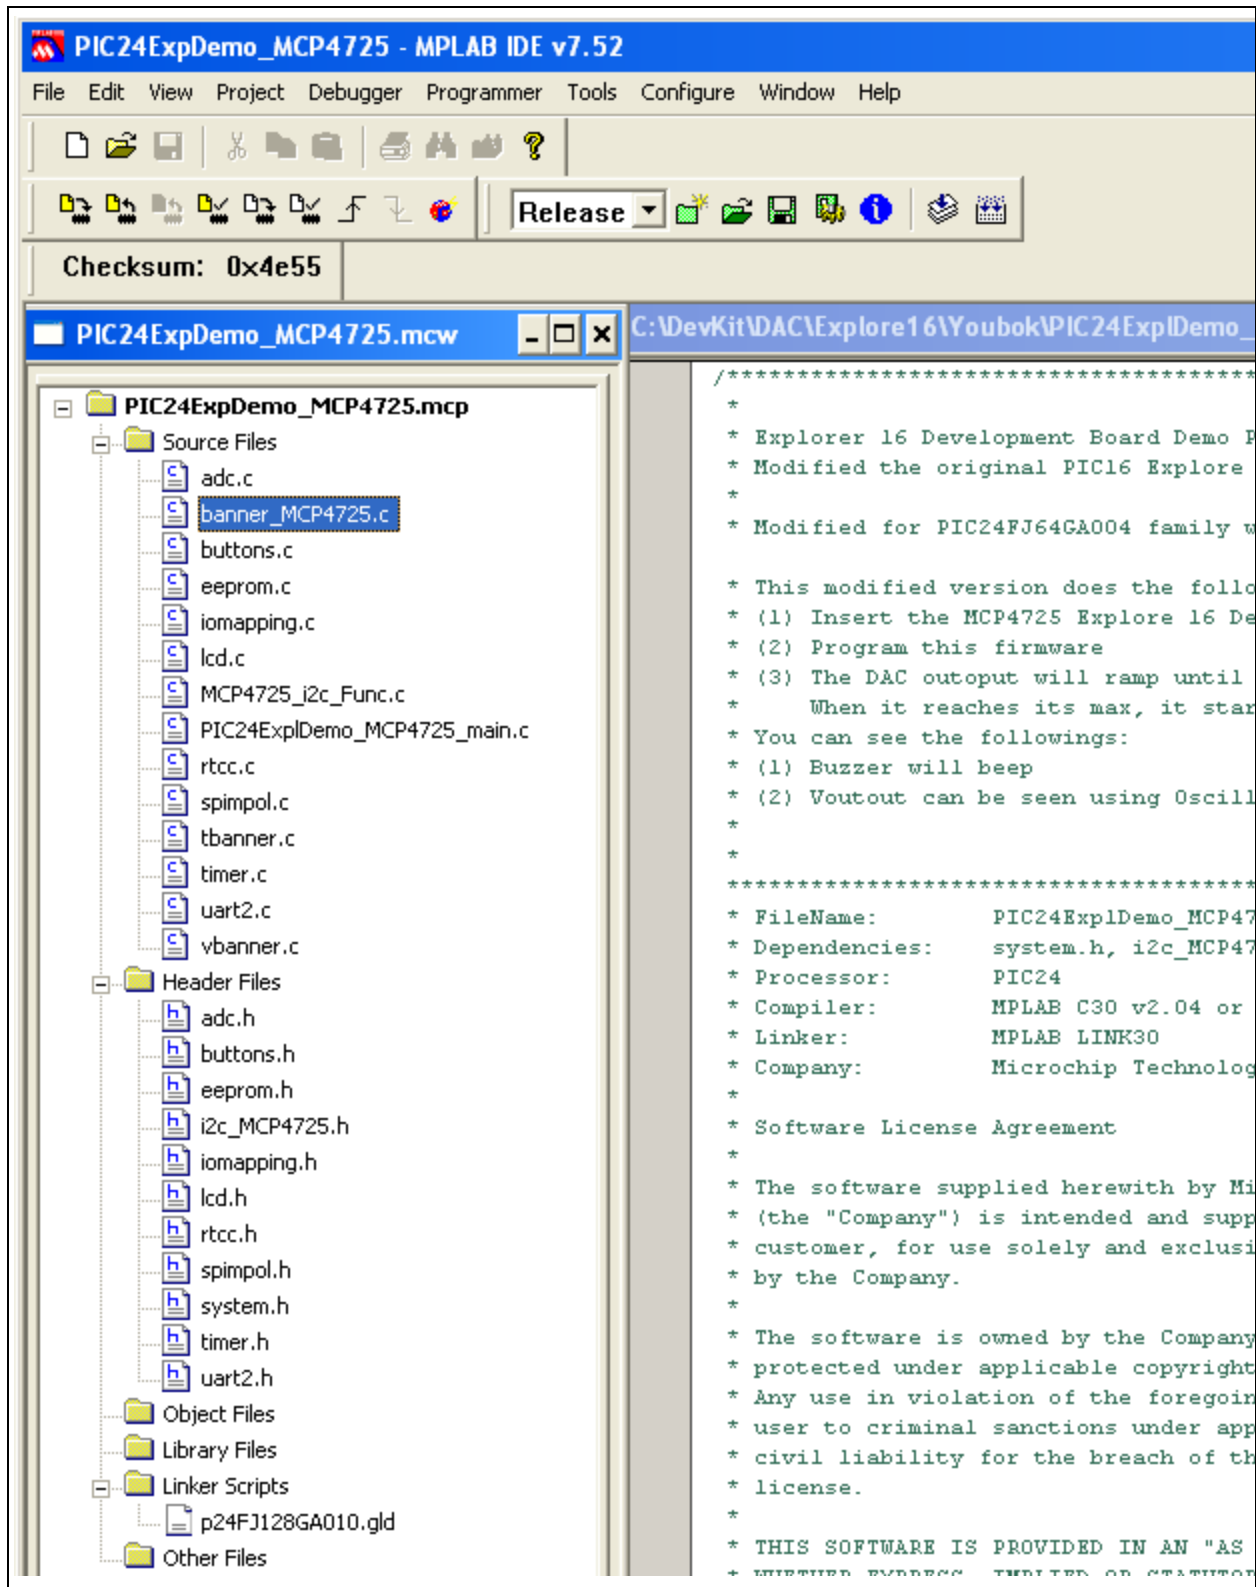 PIC24ExpDemo_MCP4725 - MPLAB IDE v7.52
File Edit View Project Debugger Programmer Tools Configure Window Help
Release
Checksum: 0x4e55
PIC24ExpDemo_MCP4725.mcw
PIC24ExpDemo_MCP4725.mcp
Source Files
adc.c
banner_MCP4725.c
buttons.c
eeprom.c
iomapping.c
lcd.c
MCP4725_i2c_Func.c
PIC24ExplDemo_MCP4725_main.c
rtcc.c
spimpol.c
tbanner.c
timer.c
uart2.c
vbanner.c
Header Files
adc.h
buttons.h
eeprom.h
i2c_MCP4725.h
iomapping.h
lcd.h
rtcc.h
spimpol.h
system.h
timer.h
uart2.h
Object Files
Library Files
Linker Scripts
p24FJ128GA010.gld
Other Files
C:\DevKit\DAC\Explore16\Youbok\PIC24ExplDemo_
/**************************************
*
* Explorer 16 Development Board Demo P
* Modified the original PIC16 Explore
*
* Modified for PIC24FJ64GA004 family w
* This modified version does the follo
* (1) Insert the MCP4725 Explore 16 De
* (2) Program this firmware
* (3) The DAC outoput will ramp until
* When it reaches its max, it star
* You can see the followings:
* (1) Buzzer will beep
* (2) Voutout can be seen using Oscill
*
*
**************************************
* FileName: PIC24ExplDemo_MCP47
* Dependencies: system.h, i2c_MCP47
* Processor: PIC24
* Compiler: MPLAB C30 v2.04 or
* Linker: MPLAB LINK30
* Company: Microchip Technolog
*
* Software License Agreement
*
* The software supplied herewith by Mi
* (the "Company") is intended and supp
* customer, for use solely and exclusi
* by the Company.
*
* The software is owned by the Company
* protected under applicable copyright
* Any use in violation of the foregoin
* user to criminal sanctions under app
* civil liability for the breach of th
* license.
*
* THIS SOFTWARE IS PROVIDED IN AN "AS
* WHETHER EXPRESS, IMPLIED OR STATUTOR